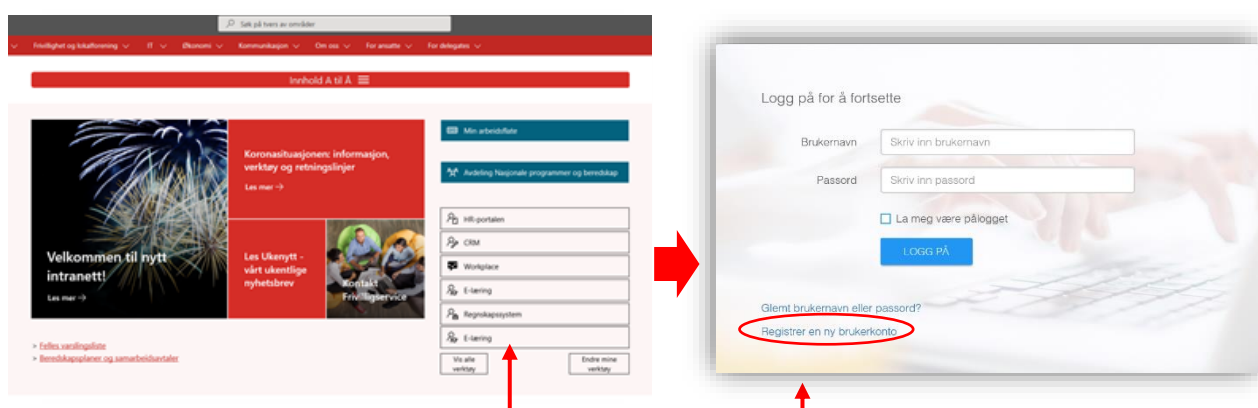 Søk på tvers av områder
Frivillighet og lokalforening IT Økonomi Kommunikasjon Om oss For ansatte For delegates
Innhold A til Å
Velkommen til nytt
intranett!
Les mer →
Koronasituasjonen: informasjon,
verktøy og retningslinjer
Les mer →
Les Ukenytt -
vårt ukentlige
nyhetsbrev
Kontakt
Frivilligservice
Min arbeidsflate
Avdeling Nasjonale programmer og beredskap
HR-portalen
CRM
Workplace
E-læring
Regnskapssystem
E-læring
Vis alle
verktøy
Endre mine
verktøy
» Felles varslingsliste
» Beredskapsplaner og samarbeidsavtaler
Logg på for å fortsette
Brukernavn Skriv inn brukernavn
Passord Skriv inn passord
La meg være pålogget
LOGG PÅ
Glemt brukernavn eller passord?
Registrer en ny brukerkonto